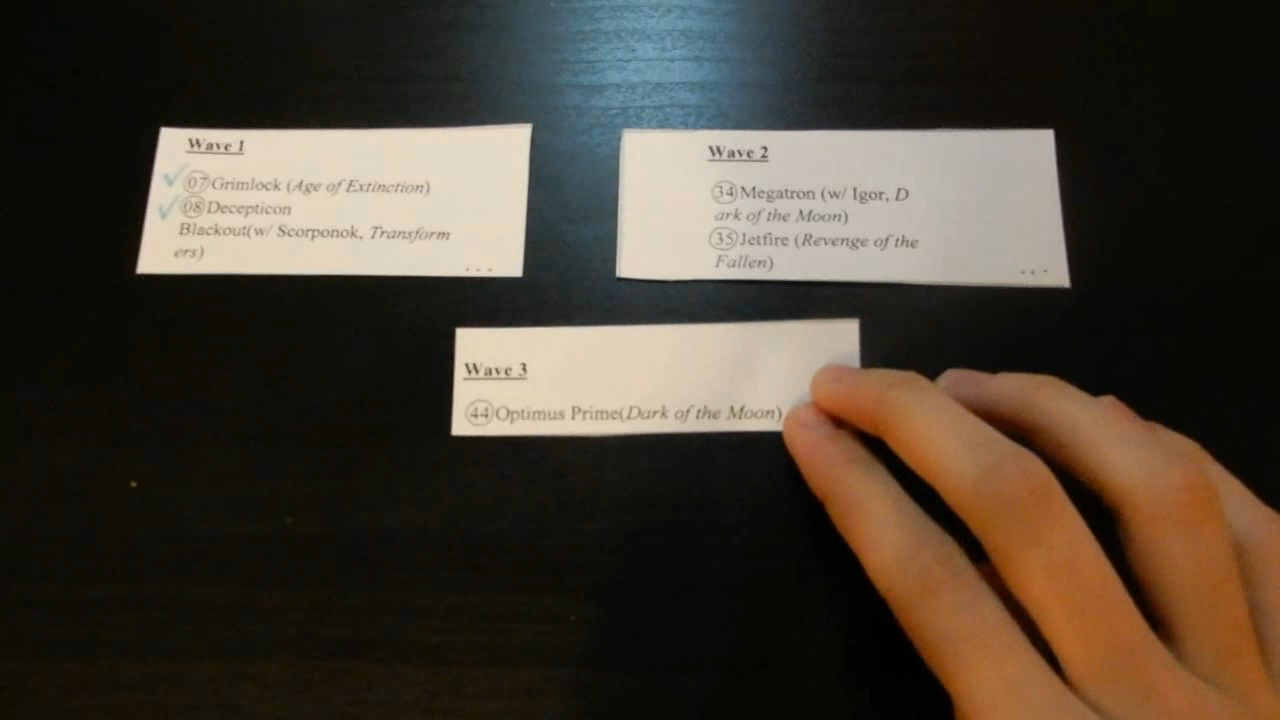 Wave 1
✓ 07 Grimlock (Age of Extinction)
✓ 08 Decepticon
Blackout(w/ Scorponok, Transform
ers)
...
Wave 2
34 Megatron (w/ Igor, D
ark of the Moon)
35 Jetfire (Revenge of the
Fallen)
...
Wave 3
44 Optimus Prime(Dark of the Moon)